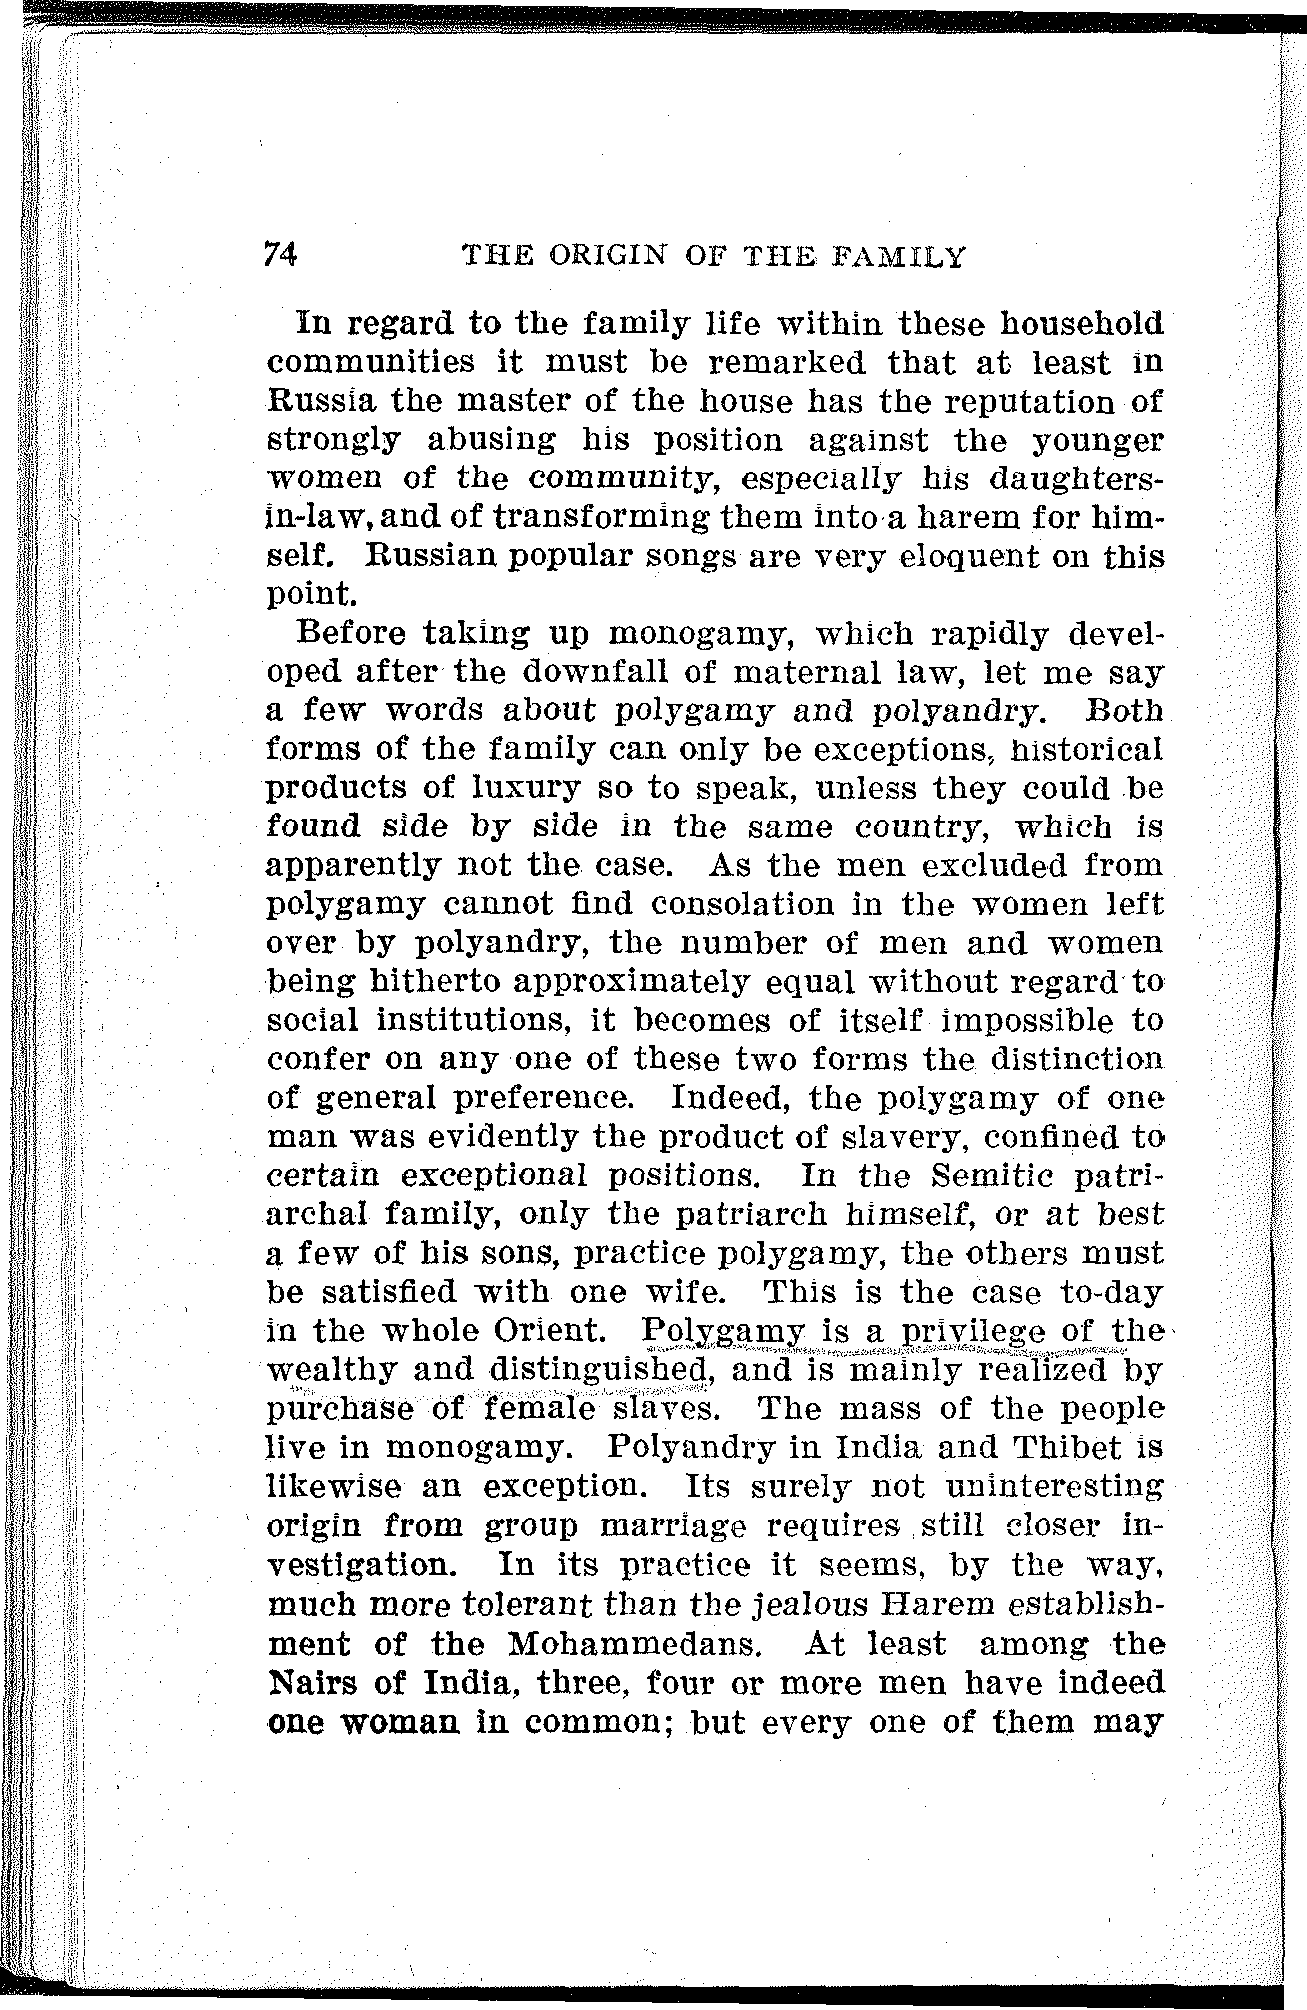 74 THE ORIGIN OF THE FAMILY
In regard to the family life within these household
communities it must be remarked that at least in
Russia the master of the house has the reputation of
strongly abusing his position against the younger
women of the community, especially his daughters-
in-law, and of transforming them into a harem for him-
self. Russian popular songs are very eloquent on this
point.
Before taking up monogamy, which rapidly devel-
oped after the downfall of maternal law, let me say
a few words about polygamy and polyandry. Both
forms of the family can only be exceptions, historical
products of luxury so to speak, unless they could be
found side by side in the same country, which is
apparently not the case. As the men excluded from
polygamy cannot find consolation in the women left
over by polyandry, the number of men and women
being hitherto approximately equal without regard to
social institutions, it becomes of itself impossible to
confer on any one of these two forms the distinction
of general preference. Indeed, the polygamy of one
man was evidently the product of slavery, confined to
certain exceptional positions. In the Semitic patri-
archal family, only the patriarch himself, or at best
a few of his sons, practice polygamy, the others must
be satisfied with one wife. This is the case to-day
in the whole Orient. Polygamy is a privilege of the
wealthy and distinguished, and is mainly realized by
purchase of female slaves. The mass of the people
live in monogamy. Polyandry in India and Thibet is
likewise an exception. Its surely not uninteresting
origin from group marriage requires still closer in-
vestigation. In its practice it seems, by the way,
much more tolerant than the jealous Harem establish-
ment of the Mohammedans. At least among the
Nairs of India, three, four or more men have indeed
one woman in common; but every one of them may